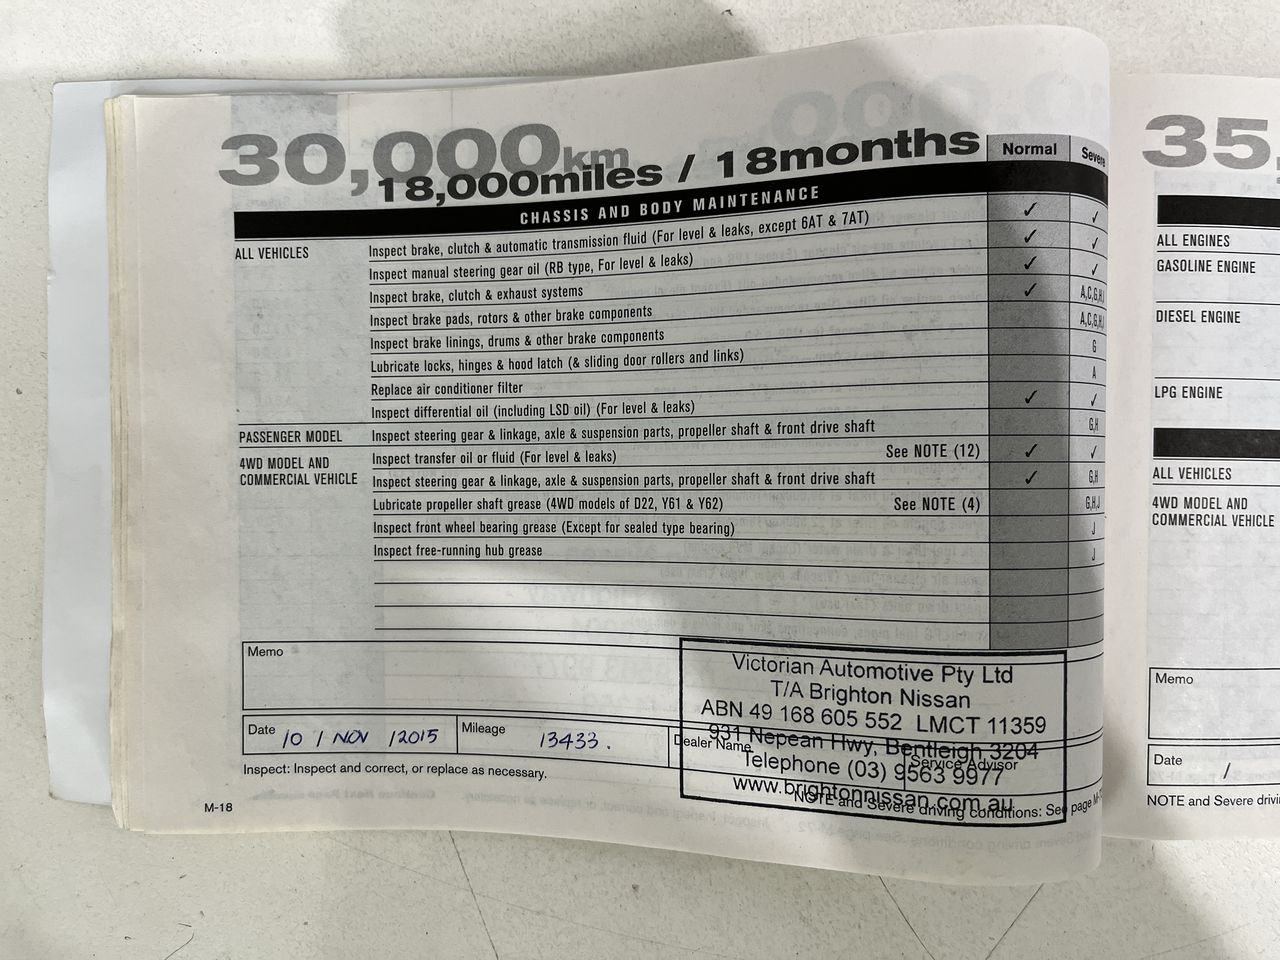 30,000km
18,000miles / 18months
Normal Severe
CHASSIS AND BODY MAINTENANCE
ALL VEHICLES
Inspect brake, clutch & automatic transmission fluid (For level & leaks, except 6AT & 7AT) ✓ ✓
Inspect manual steering gear oil (RB type, For level & leaks) ✓ ✓
Inspect brake, clutch & exhaust systems ✓ ✓
Inspect brake pads, rotors & other brake components ✓ A,C,G,H,
Inspect brake linings, drums & other brake components A,C,G,H,
Lubricate locks, hinges & hood latch (& sliding door rollers and links) G
Replace air conditioner filter A
Inspect differential oil (including LSD oil) (For level & leaks) ✓ ✓
PASSENGER MODEL Inspect steering gear & linkage, axle & suspension parts, propeller shaft & front drive shaft G,H
4WD MODEL AND COMMERCIAL VEHICLE
Inspect transfer oil or fluid (For level & leaks) See NOTE (12) ✓ ✓
Inspect steering gear & linkage, axle & suspension parts, propeller shaft & front drive shaft ✓ G,H
Lubricate propeller shaft grease (4WD models of D22, Y61 & Y62) See NOTE (4) G,H,J
Inspect front wheel bearing grease (Except for sealed type bearing) J
Inspect free-running hub grease J
Memo
Date 10 / NOV / 2015
Mileage 13433.
Dealer Name
Service Advisor
Victorian Automotive Pty Ltd
T/A Brighton Nissan
ABN 49 168 605 552 LMCT 11359
931 Nepean Hwy, Bentleigh 3204
Telephone (03) 9563 9977
www.brightonnissan.com.au
Inspect: Inspect and correct, or replace as necessary.
NOTE and Severe driving conditions: See page M-7
M-18
35,
ALL ENGINES
GASOLINE ENGINE
DIESEL ENGINE
LPG ENGINE
ALL VEHICLES
4WD MODEL AND
COMMERCIAL VEHICLE
Memo
Date /
NOTE and Severe drivi